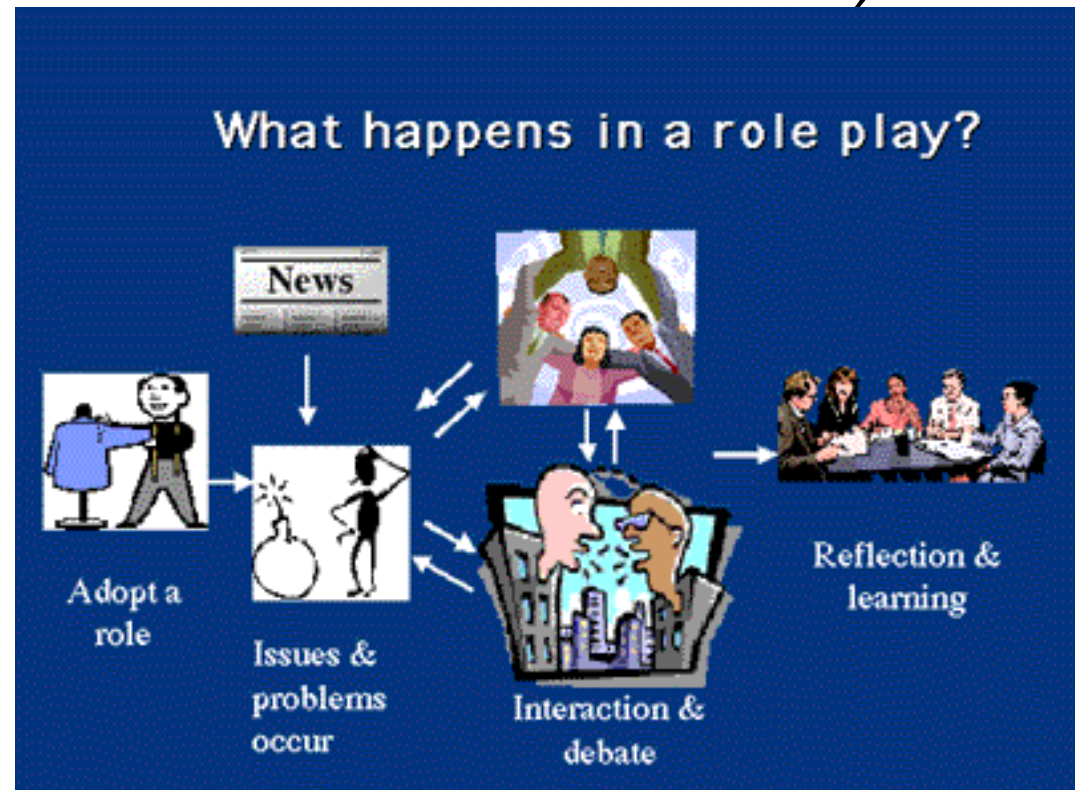 What happens in a role play?
News
Adopt a
role
Issues &
problems
occur
Interaction &
debate
Reflection &
learning